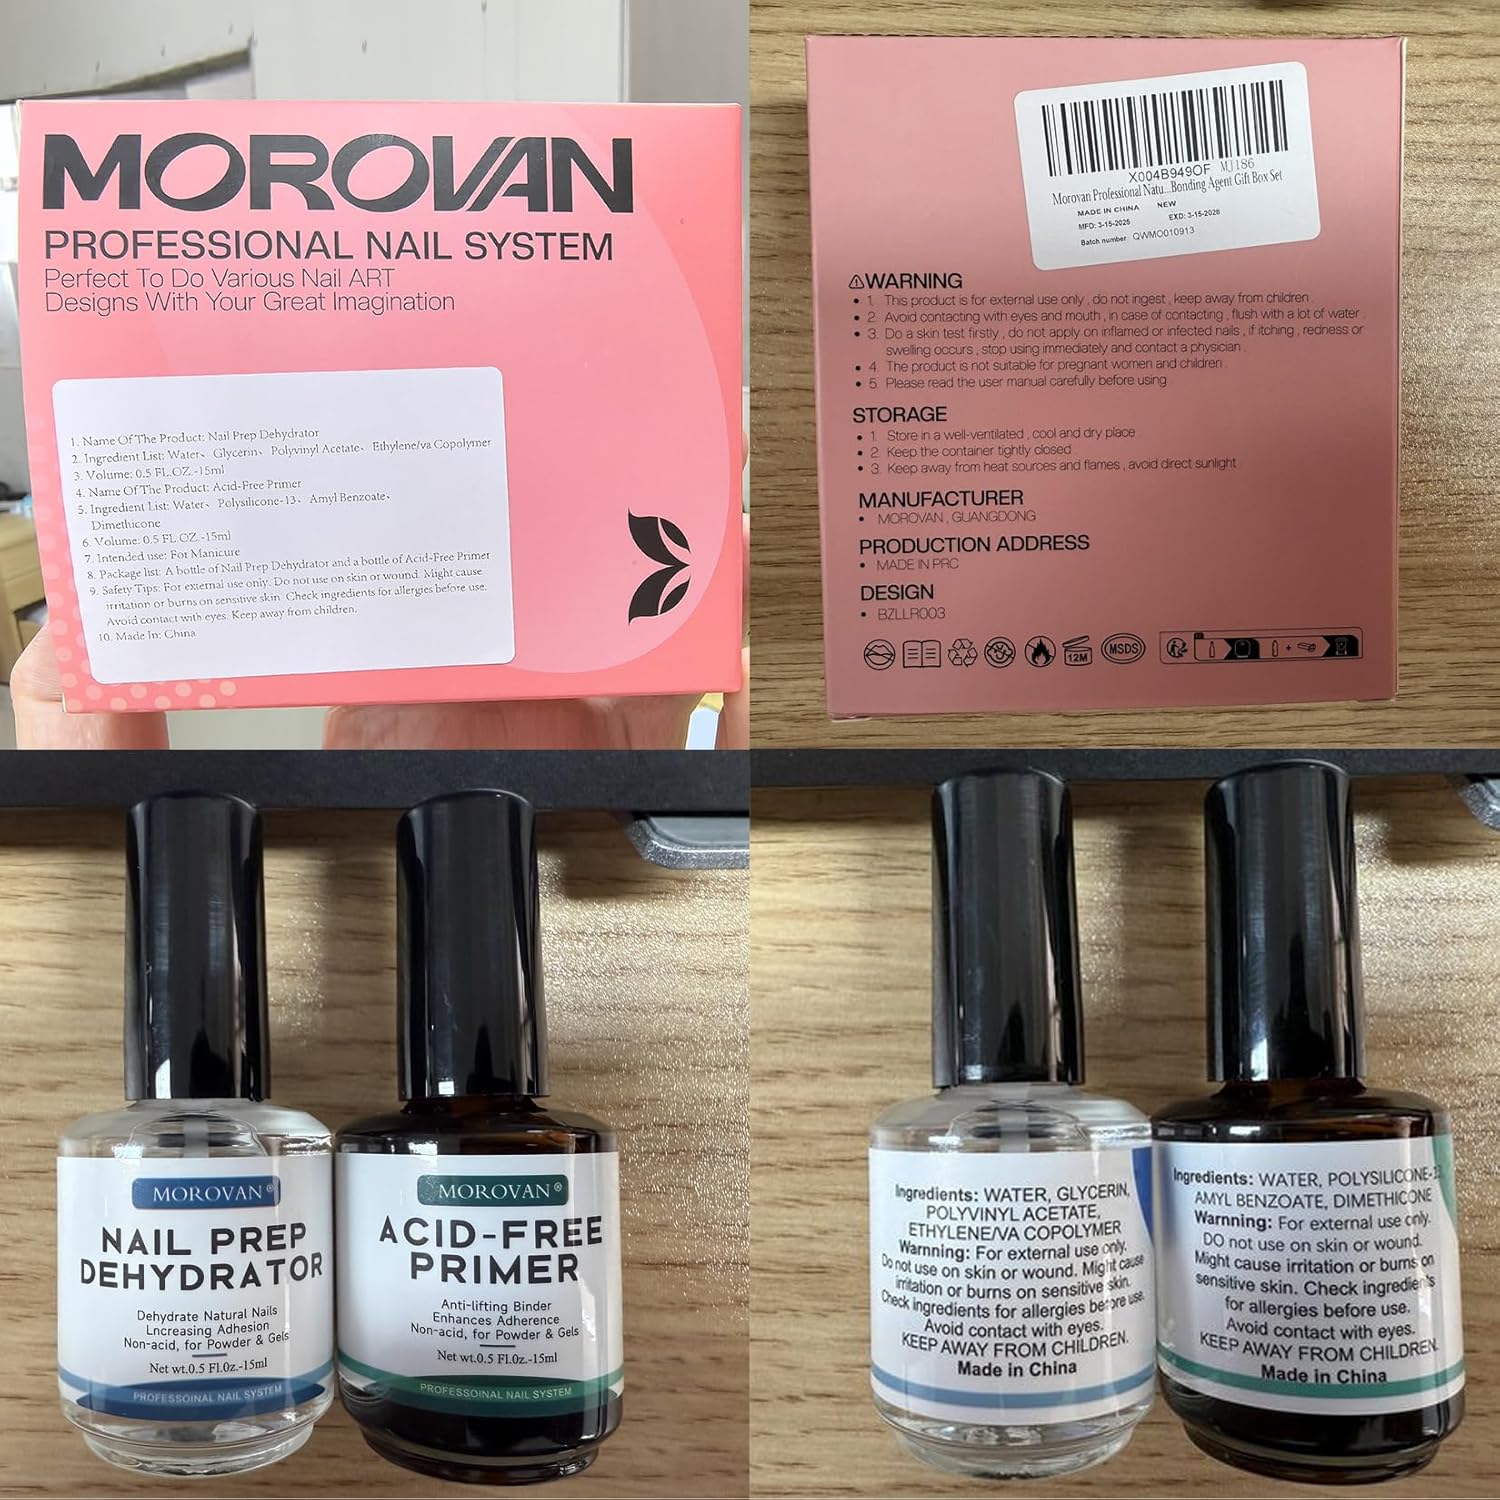 MOROVAN
PROFESSIONAL NAIL SYSTEM
Perfect To Do Various Nail ART
Designs With Your Great Imagination
1. Name Of The Product: Nail Prep Dehydrator
2. Ingredient List: Water、 Glycerin、 Polyvinyl Acetate、 Ethylene/va Copolymer
3. Volume: 0.5 FL.OZ.-15ml
4. Name Of The Product: Acid-Free Primer
5. Ingredient List: Water、 Polysilicone-13、 Amyl Benzoate、
Dimethicone
6. Volume: 0.5 FL.OZ.-15ml
7. Intended use: For Manicure
8. Package list: A bottle of Nail Prep Dehydrator and a bottle of Acid-Free Primer
9. Safety Tips: For external use only. Do not use on skin or wound. Might cause
irritation or burns on sensitive skin. Check ingredients for allergies before use.
Avoid contact with eyes. Keep away from children.
10. Made In: China
X004B949OF MJ186
Morovan Professional Natu...Bonding Agent Gift Box Set
MADE IN CHINA NEW
MFD: 3-15-2025 EXD: 3-15-2028
Batch number: QWMO010913
⚠WARNING
• 1. This product is for external use only , do not ingest , keep away from children .
• 2. Avoid contacting with eyes and mouth , in case of contacting , flush with a lot of water .
• 3. Do a skin test firstly , do not apply on inflamed or infected nails , if itching , redness or
swelling occurs , stop using immediately and contact a physician .
• 4. The product is not suitable for pregnant women and children .
• 5. Please read the user manual carefully before using
STORAGE
• 1. Store in a well-ventilated , cool and dry place .
• 2. Keep the container tightly closed .
• 3. Keep away from heat sources and flames , avoid direct sunlight
MANUFACTURER
• MOROVAN , GUANGDONG
PRODUCTION ADDRESS
• MADE IN PRC
DESIGN
• BZLLR003
12M
MSDS
MOROVAN®
NAIL PREP
DEHYDRATOR
Dehydrate Natural Nails
Lncreasing Adhesion
Non-acid, for Powder & Gels
Net wt.0.5 Fl.0z.-15ml
PROFESSOINAL NAIL SYSTEM
MOROVAN®
ACID-FREE
PRIMER
Anti-lifting Binder
Enhances Adherence
Non-acid, for Powder & Gels
Net wt.0.5 Fl.0z.-15ml
PROFESSOINAL NAIL SYSTEM
Ingredients: WATER, GLYCERIN,
POLYVINYL ACETATE,
ETHYLENE/VA COPOLYMER
Warnning: For external use only.
Do not use on skin or wound. Might cause
irritation or burns on sensitive skin.
Check ingredients for allergies before use.
Avoid contact with eyes.
KEEP AWAY FROM CHILDREN.
Made in China
Ingredients: WATER, POLYSILICONE-13,
AMYL BENZOATE, DIMETHICONE
Warnning: For external use only.
DO not use on skin or wound.
Might cause irritation or burns on
sensitive skin. Check ingredients
for allergies before use.
Avoid contact with eyes.
KEEP AWAY FROM CHILDREN.
Made in China